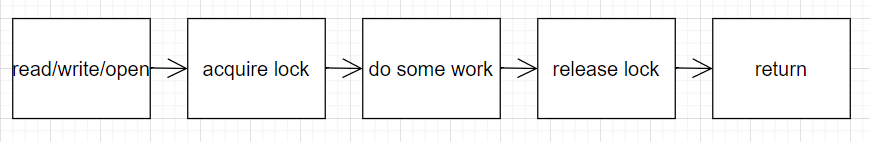 read/write/open
acquire lock
do some work
release lock
return